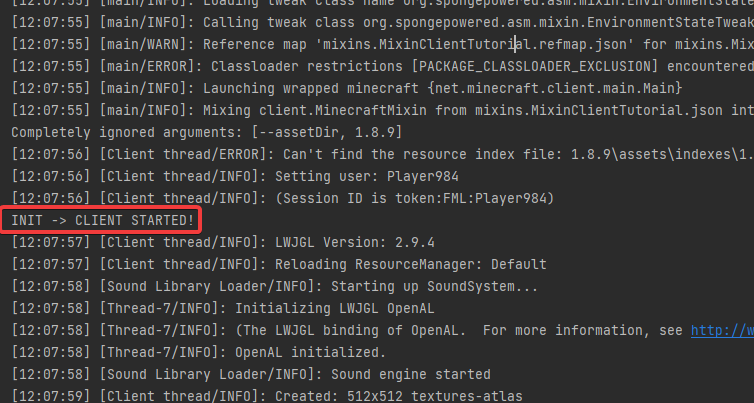 [12:07:55] [main/INFO]: Loading tweak class name org.spongepowered.asm.mixin.EnvironmentState
[12:07:55] [main/INFO]: Calling tweak class org.spongepowered.asm.mixin.EnvironmentStateTweak
[12:07:55] [main/WARN]: Reference map 'mixins.MixinClientTutorial.refmap.json' for mixins.Mix
[12:07:55] [main/ERROR]: Classloader restrictions [PACKAGE_CLASSLOADER_EXCLUSION] encountered
[12:07:55] [main/INFO]: Launching wrapped minecraft {net.minecraft.client.main.Main}
[12:07:55] [main/INFO]: Mixing client.MinecraftMixin from mixins.MixinClientTutorial.json int
Completely ignored arguments: [--assetDir, 1.8.9]
[12:07:56] [Client thread/ERROR]: Can't find the resource index file: 1.8.9\assets\indexes\1.
[12:07:56] [Client thread/INFO]: Setting user: Player984
[12:07:56] [Client thread/INFO]: (Session ID is token:FML:Player984)
INIT -> CLIENT STARTED!
[12:07:57] [Client thread/INFO]: LWJGL Version: 2.9.4
[12:07:57] [Client thread/INFO]: Reloading ResourceManager: Default
[12:07:58] [Sound Library Loader/INFO]: Starting up SoundSystem...
[12:07:58] [Thread-7/INFO]: Initializing LWJGL OpenAL
[12:07:58] [Thread-7/INFO]: (The LWJGL binding of OpenAL.  For more information, see http://w
[12:07:58] [Thread-7/INFO]: OpenAL initialized.
[12:07:58] [Sound Library Loader/INFO]: Sound engine started
[12:07:59] [Client thread/INFO]: Created: 512x512 textures-atlas